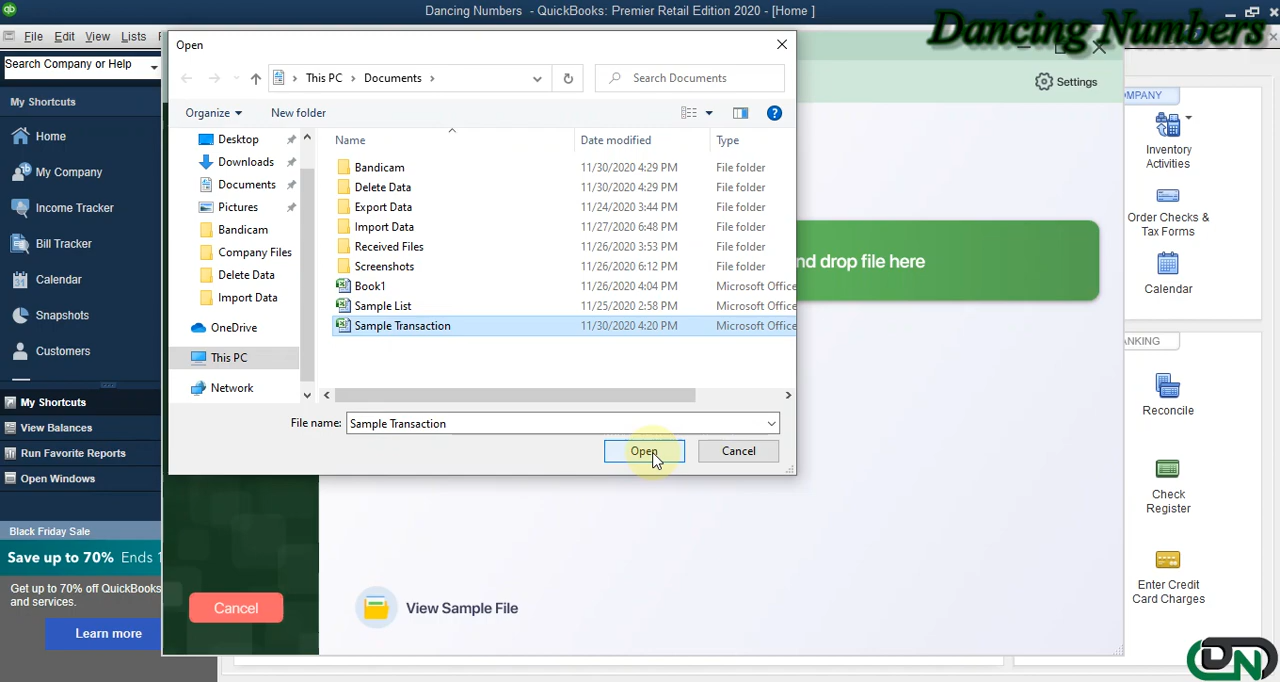 Dancing Numbers - QuickBooks: Premier Retail Edition 2020 - [Home ]
Dancing Numbers
File Edit View Lists
Search Company or Help
My Shortcuts
Home
My Company
Income Tracker
Bill Tracker
Calendar
31
Snapshots
Customers
My Shortcuts
View Balances
Run Favorite Reports
Open Windows
Black Friday Sale
Save up to 70% Ends 1
Get up to 70% off QuickBooks
and services.
Learn more
Open
This PC > Documents >
Search Documents
Organize
New folder
Desktop
Downloads
Documents
Pictures
Bandicam
Company Files
Delete Data
Import Data
OneDrive
This PC
Network
Name Date modified Type
Bandicam 11/30/2020 4:29 PM File folder
Delete Data 11/30/2020 4:29 PM File folder
Export Data 11/24/2020 3:44 PM File folder
Import Data 11/27/2020 6:48 PM File folder
Received Files 11/26/2020 3:53 PM File folder
Screenshots 11/26/2020 6:12 PM File folder
Book1 11/26/2020 4:04 PM Microsoft Office
Sample List 11/25/2020 2:58 PM Microsoft Office
Sample Transaction 11/30/2020 4:20 PM Microsoft Office
File name: Sample Transaction
Open
Cancel
Settings
nd drop file here
Cancel
View Sample File
MPANY
Inventory
Activities
Order Checks &
Tax Forms
Calendar
ANKING
Reconcile
Check
Register
Enter Credit
Card Charges
DN